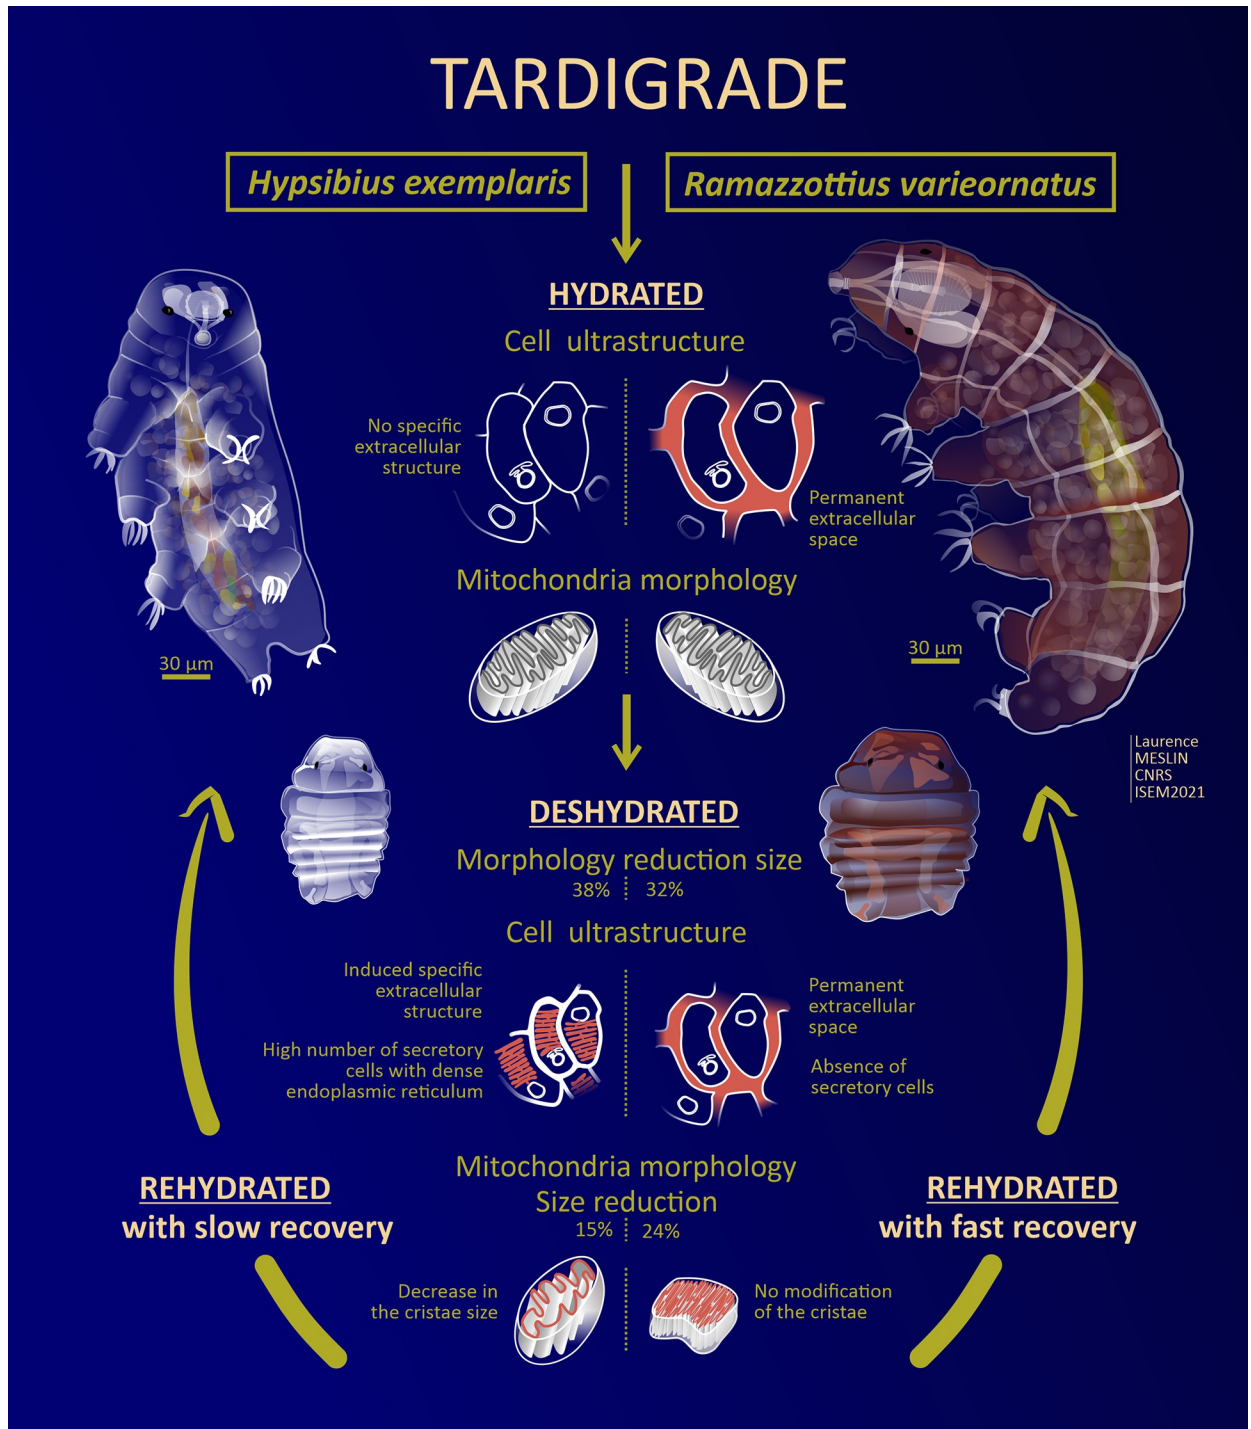 TARDIGRADE
Hypsibius exemplaris
Ramazzottius varieornatus
HYDRATED
Cell ultrastructure
No specific
extracellular
structure
Permanent
extracellular
space
Mitochondria morphology
30 µm
30 µm
Laurence
MESLIN
CNRS
ISEM2021
DESHYDRATED
Morphology reduction size
38% 32%
Cell ultrastructure
Induced specific
extracellular
structure
High number of secretory
cells with dense
endoplasmic reticulum
Permanent
extracellular
space
Absence of
secretory cells
Mitochondria morphology
Size reduction
15% 24%
REHYDRATED
with slow recovery
REHYDRATED
with fast recovery
Decrease in
the cristae size
No modification
of the cristae